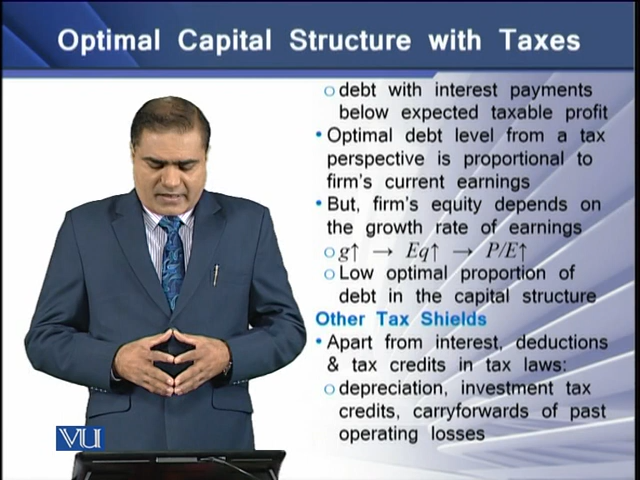 Optimal Capital Structure with Taxes
o debt with interest payments
below expected taxable profit
• Optimal debt level from a tax
perspective is proportional to
firm's current earnings
• But, firm's equity depends on
the growth rate of earnings
o g↑ → Eq↑ → P/E↑
o Low optimal proportion of
debt in the capital structure
Other Tax Shields
• Apart from interest, deductions
& tax credits in tax laws:
o depreciation, investment tax
credits, carryforwards of past
operating losses
VU